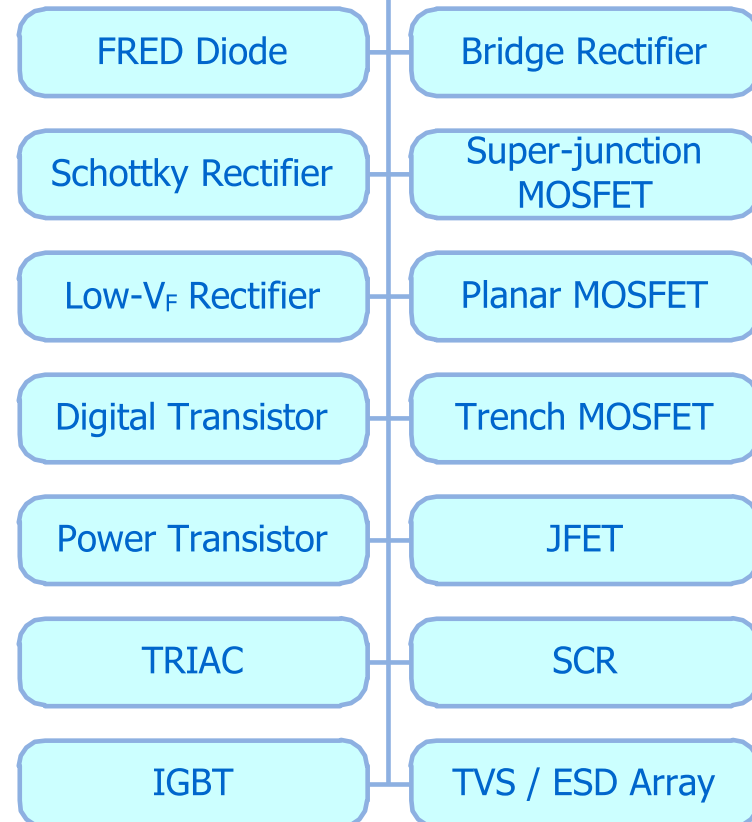 FRED Diode
Bridge Rectifier
Schottky Rectifier
Super-junction
MOSFET
Low-VF Rectifier
Planar MOSFET
Digital Transistor
Trench MOSFET
Power Transistor
JFET
TRIAC
SCR
IGBT
TVS / ESD Array